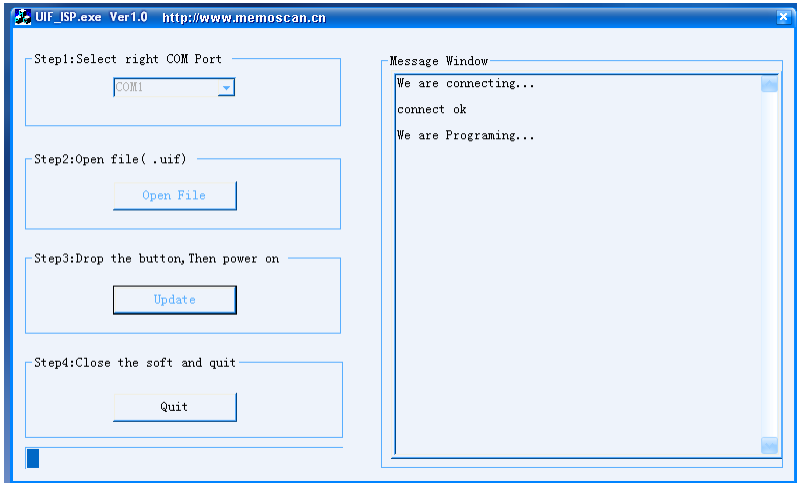 UIF_ISP.exe Ver1.0 http://www.memoscan.cn
Step1:Select right COM Port
COM1
Step2:Open file( .uif)
Open File
Step3:Drop the button,Then power on
Update
Step4:Close the soft and quit
Quit
Message Window
We are connecting...
connect ok
We are Programing...